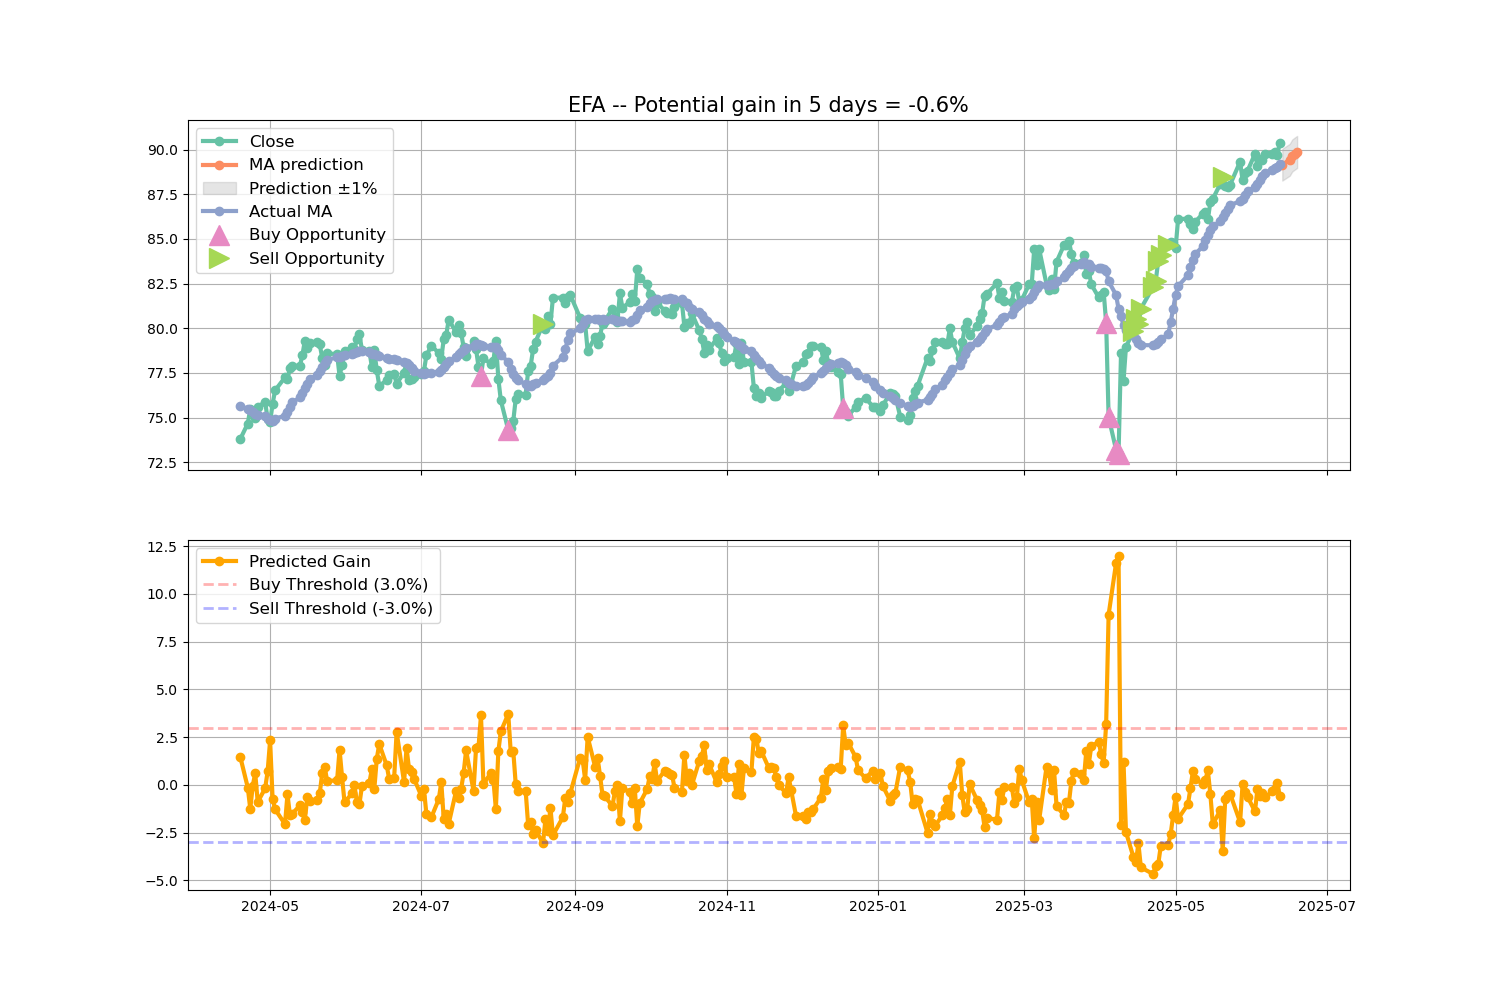 EFA -- Potential gain in 5 days = -0.6%
Close
MA prediction
Prediction ±1%
Actual MA
Buy Opportunity
Sell Opportunity
90.0
87.5
85.0
82.5
80.0
77.5
75.0
72.5
Predicted Gain
Buy Threshold (3.0%)
Sell Threshold (-3.0%)
12.5
10.0
7.5
5.0
2.5
0.0
−2.5
−5.0
2024-05 2024-07 2024-09 2024-11 2025-01 2025-03 2025-05 2025-07